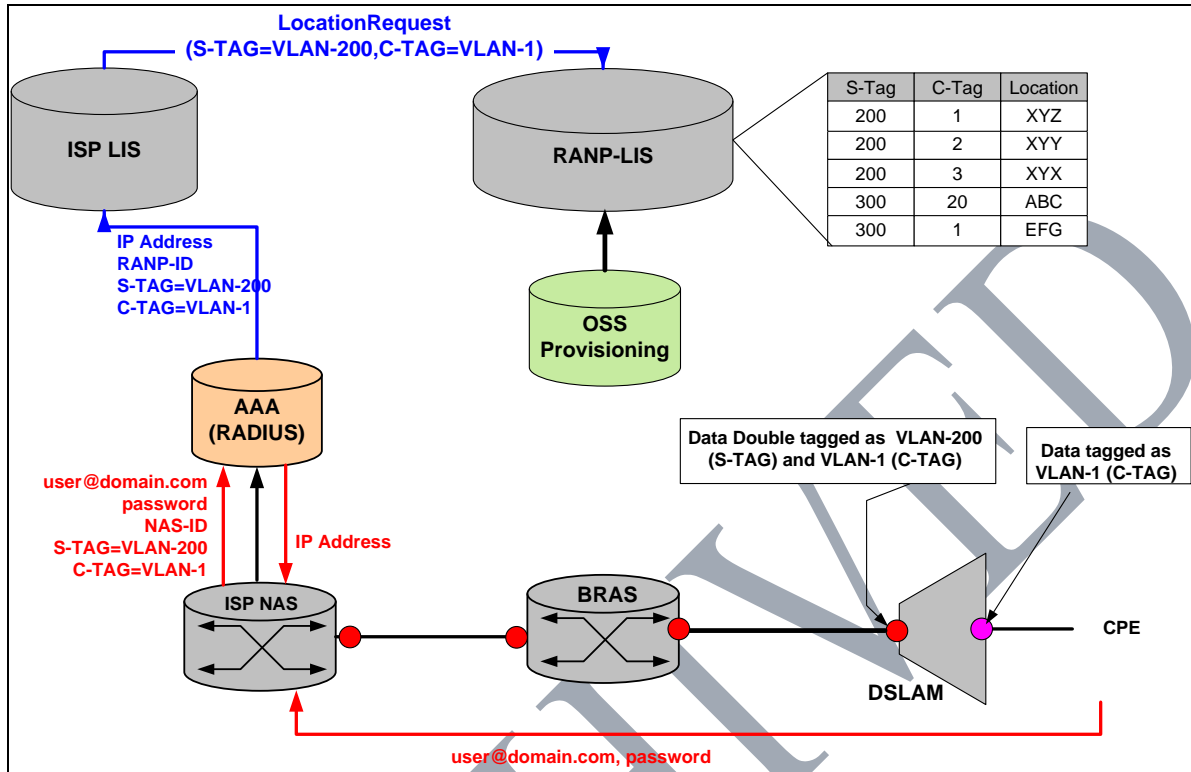 LocationRequest
(S-TAG=VLAN-200,C-TAG=VLAN-1)
ISP LIS
RANP-LIS
S-Tag C-Tag Location
200 1 XYZ
200 2 XYY
200 3 XYX
300 20 ABC
300 1 EFG
IP Address
RANP-ID
S-TAG=VLAN-200
C-TAG=VLAN-1
OSS
Provisioning
AAA
(RADIUS)
Data Double tagged as VLAN-200
(S-TAG) and VLAN-1 (C-TAG)
Data tagged as
VLAN-1 (C-TAG)
user@domain.com
password
NAS-ID
S-TAG=VLAN-200
C-TAG=VLAN-1
IP Address
ISP NAS
BRAS
CPE
DSLAM
user@domain.com, password